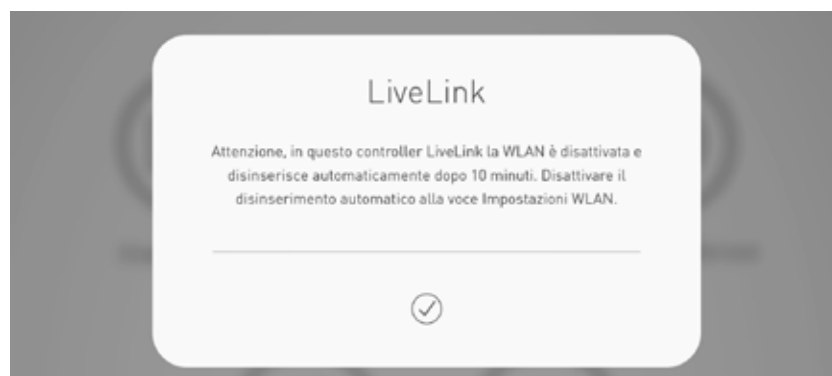 LiveLink
Attenzione, in questo controller LiveLink la WLAN è disattivata e
disinserisce automaticamente dopo 10 minuti. Disattivare il
disinserimento automatico alla voce Impostazioni WLAN.